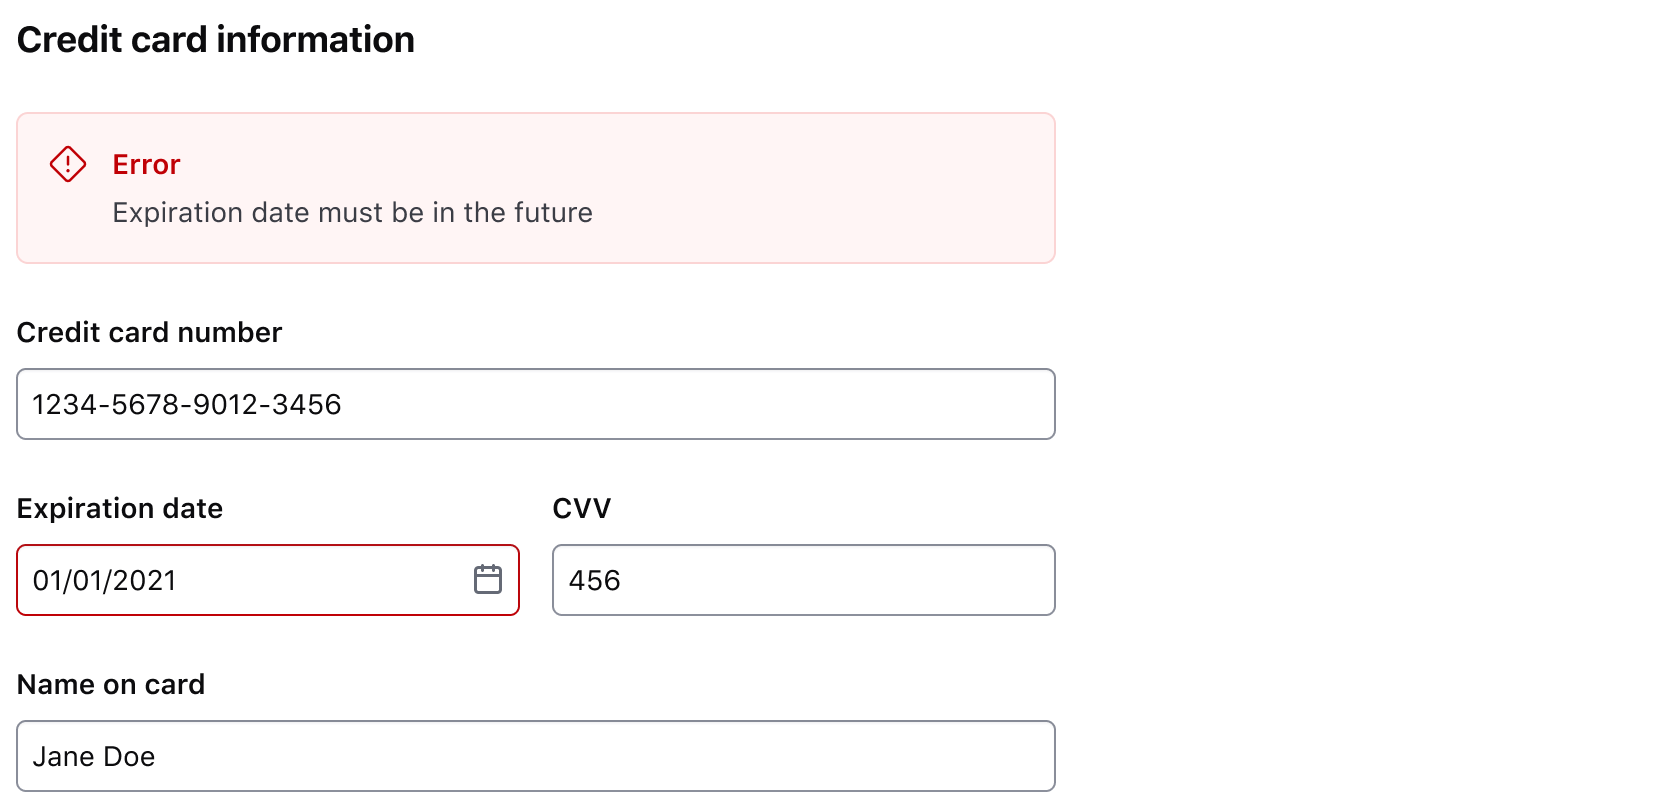 Credit card information
Error
Expiration date must be in the future
Credit card number
1234-5678-9012-3456
Expiration date
CVV
01/01/2021
456
Name on card
Jane Doe